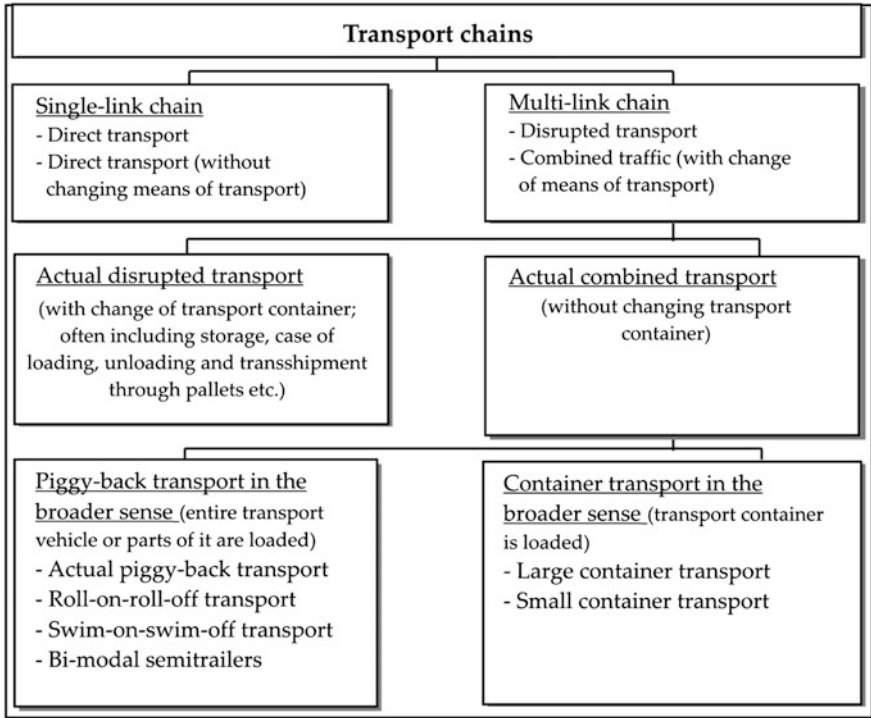 Transport chains
Single-link chain
- Direct transport
- Direct transport (without
changing means of transport)
Multi-link chain
- Disrupted transport
- Combined traffic (with change
of means of transport)
Actual disrupted transport
(with change of transport container;
often including storage, case of
loading, unloading and transshipment
through pallets etc.)
Actual combined transport
(without changing transport
container)
Piggy-back transport in the
broader sense (entire transport
vehicle or parts of it are loaded)
- Actual piggy-back transport
- Roll-on-roll-off transport
- Swim-on-swim-off transport
- Bi-modal semitrailers
Container transport in the
broader sense (transport container
is loaded)
- Large container transport
- Small container transport